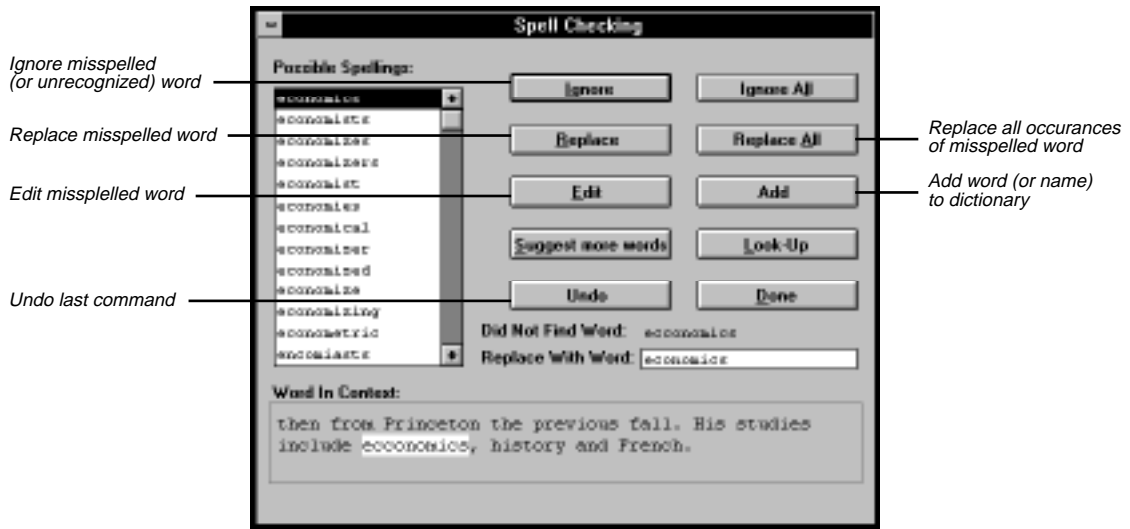 Spell Checking
Ignore misspelled
(or unrecognized) word
Replace misspelled word
Edit missplelled word
Undo last command
Possible Spellings:
economics
economists
economizes
economizers
economist
economies
economical
economizer
economized
economize
economizing
econometric
encomiasts
Ignore
Ignore All
Replace
Replace All
Edit
Add
Suggest more words
Look-Up
Undo
Done
Replace all occurances
of misspelled word
Add word (or name)
to dictionary
Did Not Find Word: ecconomics
Replace With Word: economics
Word In Context:
then from Princeton the previous fall. His studies
include ecconomics, history and French.